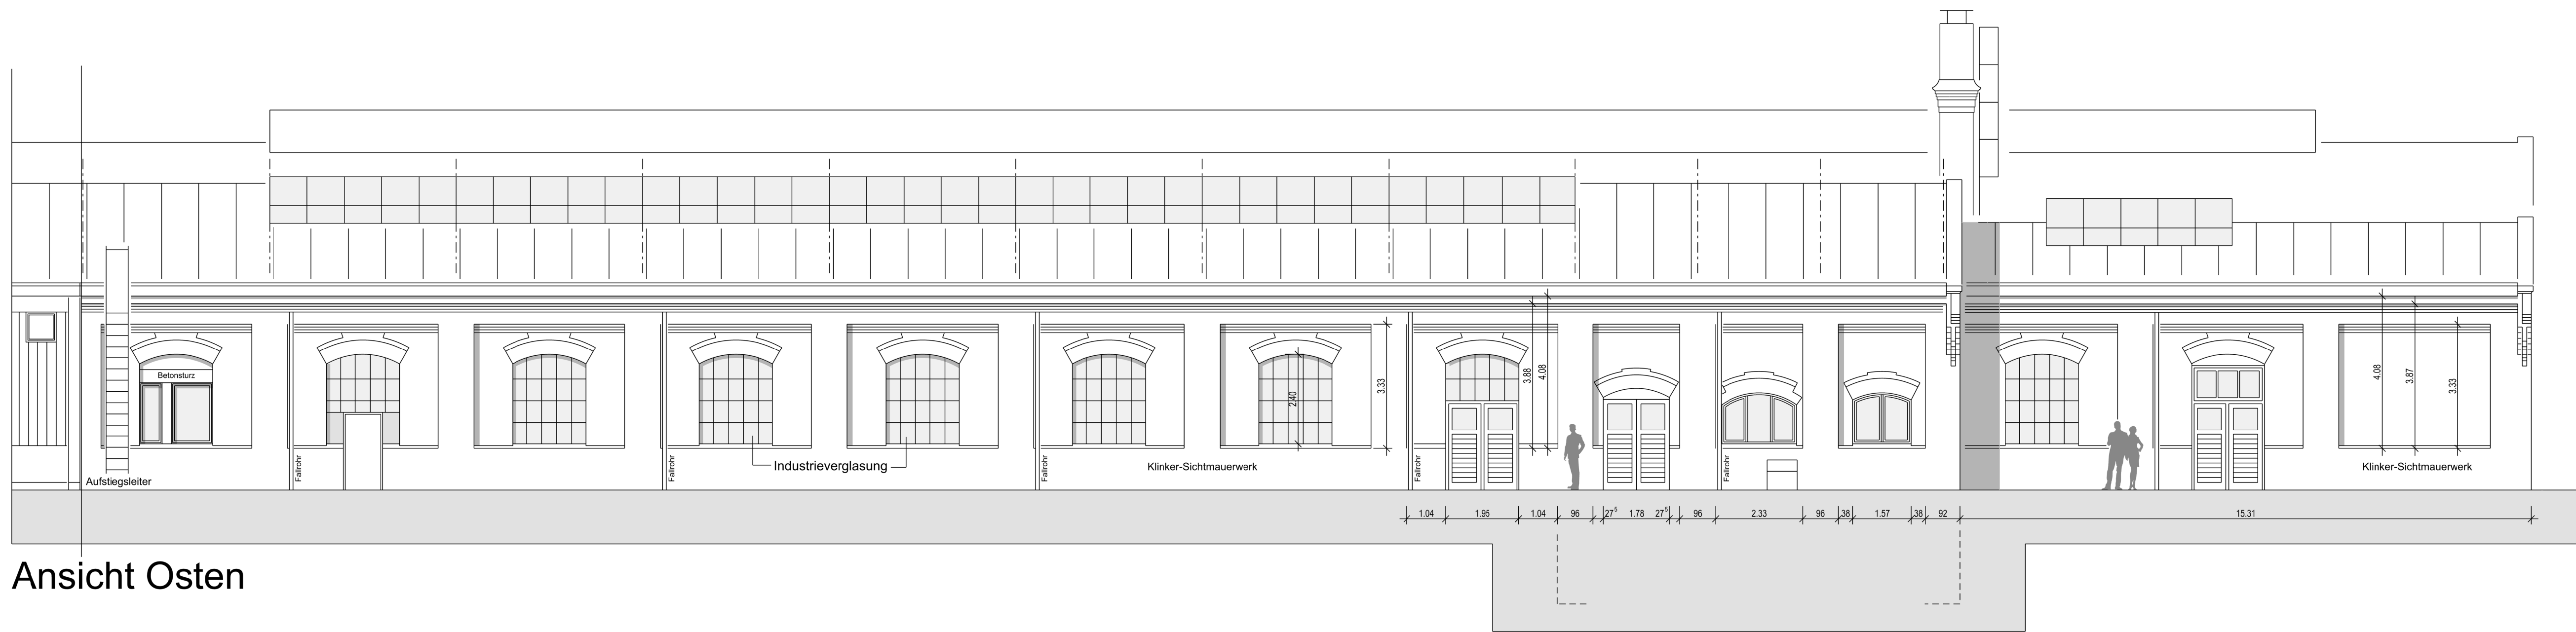 Betonsturz
Aufstiegsleiter
Fallrohr
Fallrohr
Industrieverglasung
Fallrohr
Klinker-Sichtmauerwerk
2.40
3.33
Fallrohr
3.88
4.08
Fallrohr
4.08
3.87
3.33
Klinker-Sichtmauerwerk
1.04 1.95 1.04 96 27⁵ 1.78 27⁵ 96 2.33 96 38 1.57 38 92 15.31
Ansicht Osten